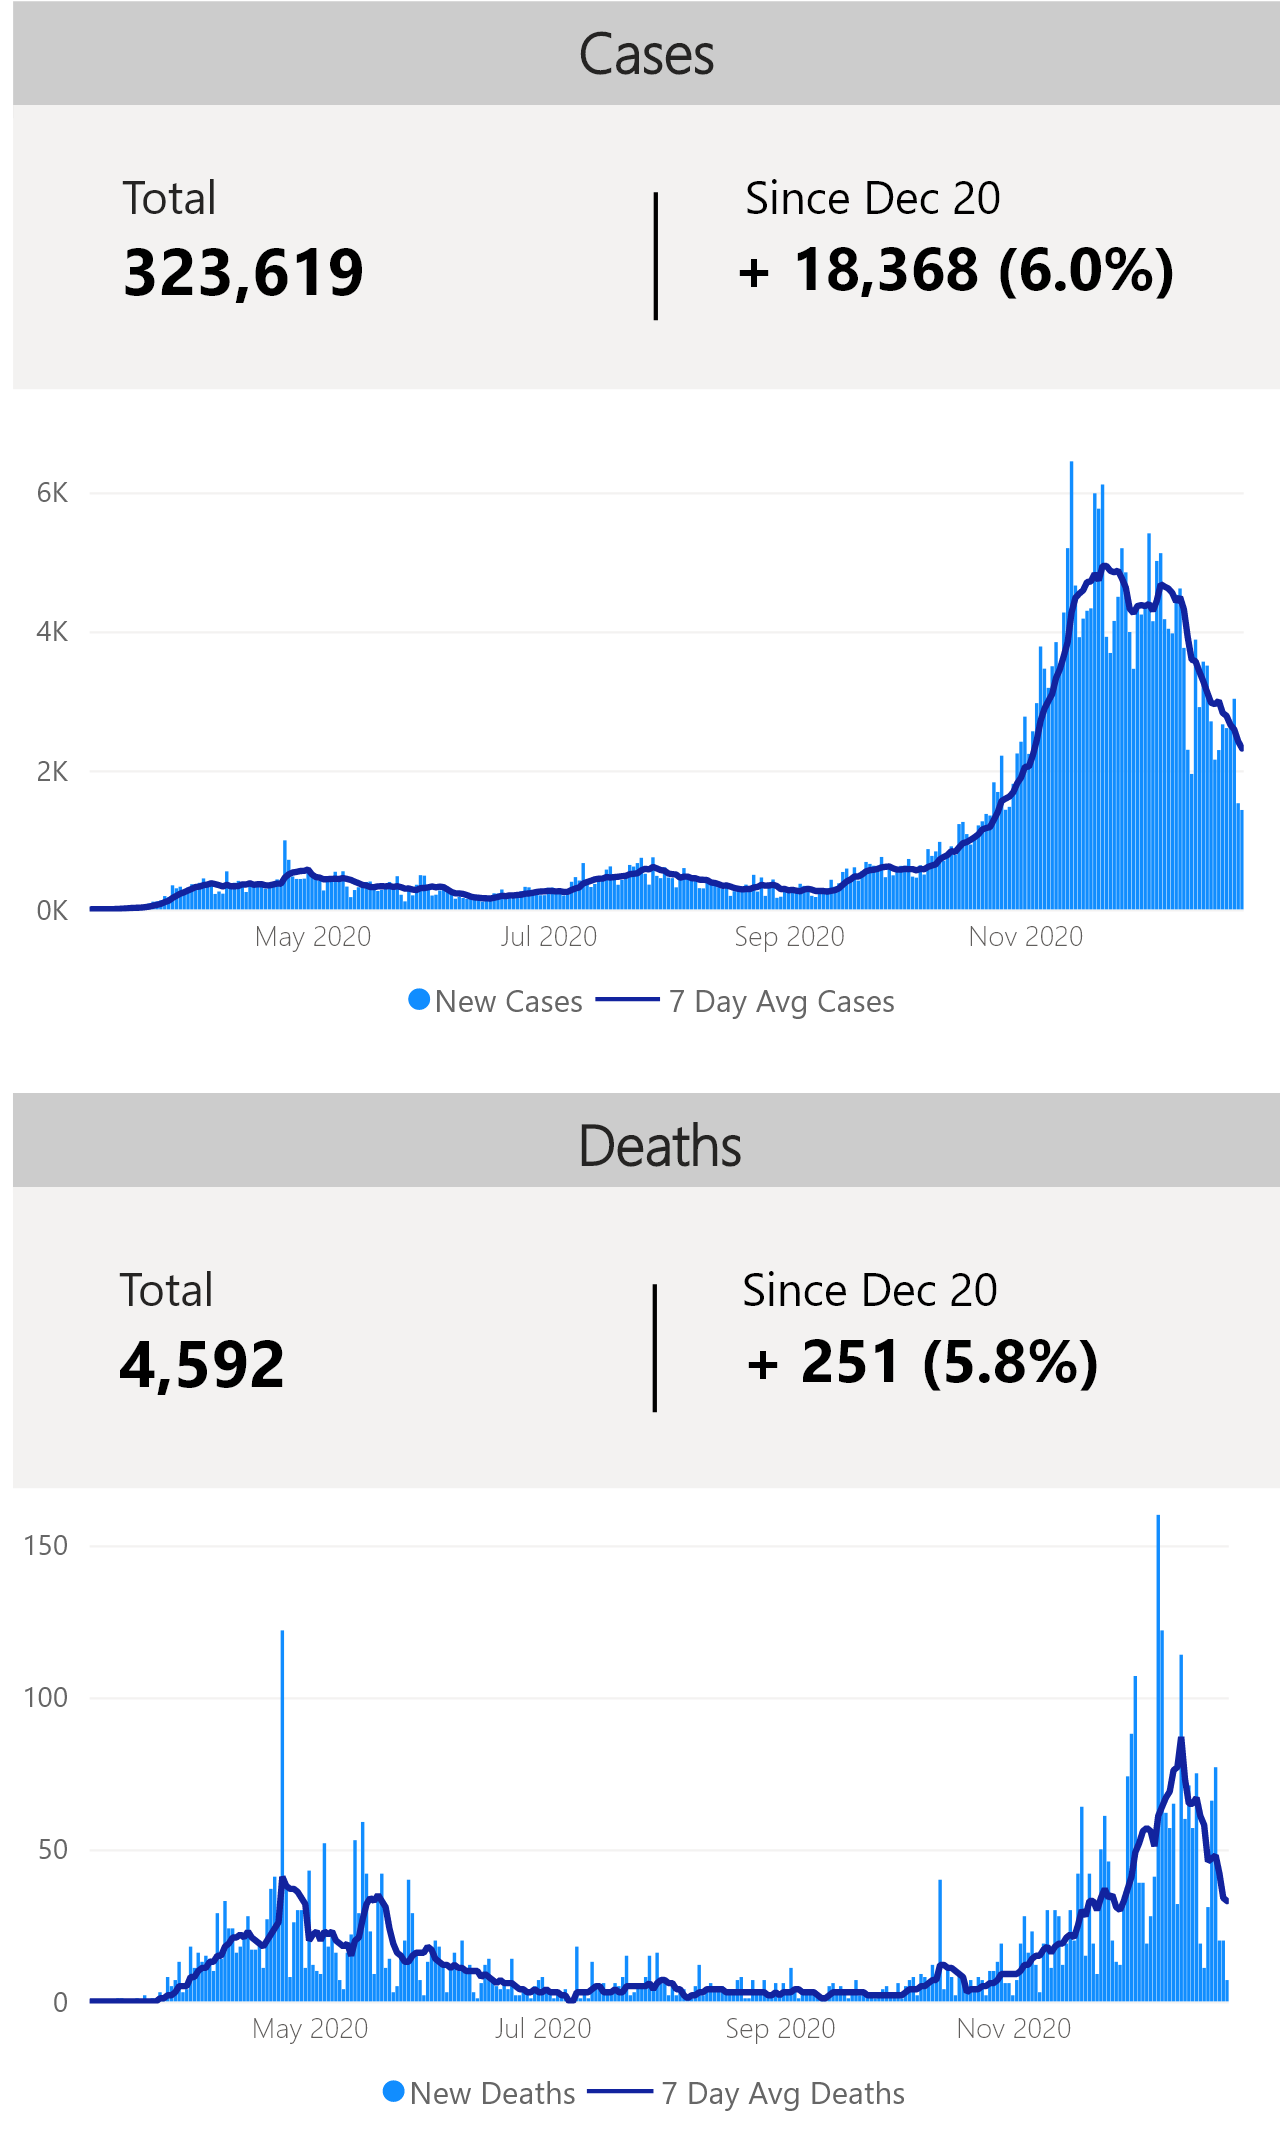 Cases
Total
Since Dec 20
323,619
+ 18,368 (6.0%)
6K
4K
2K
0K
May 2020
Jul 2020
Sep 2020
Nov 2020
New Cases
7 Day Avg Cases
Deaths
Total
Since Dec 20
4,592
+ 251 (5.8%)
150
100
50
0
May 2020
Jul 2020
Sep 2020
Nov 2020
New Deaths
7 Day Avg Deaths